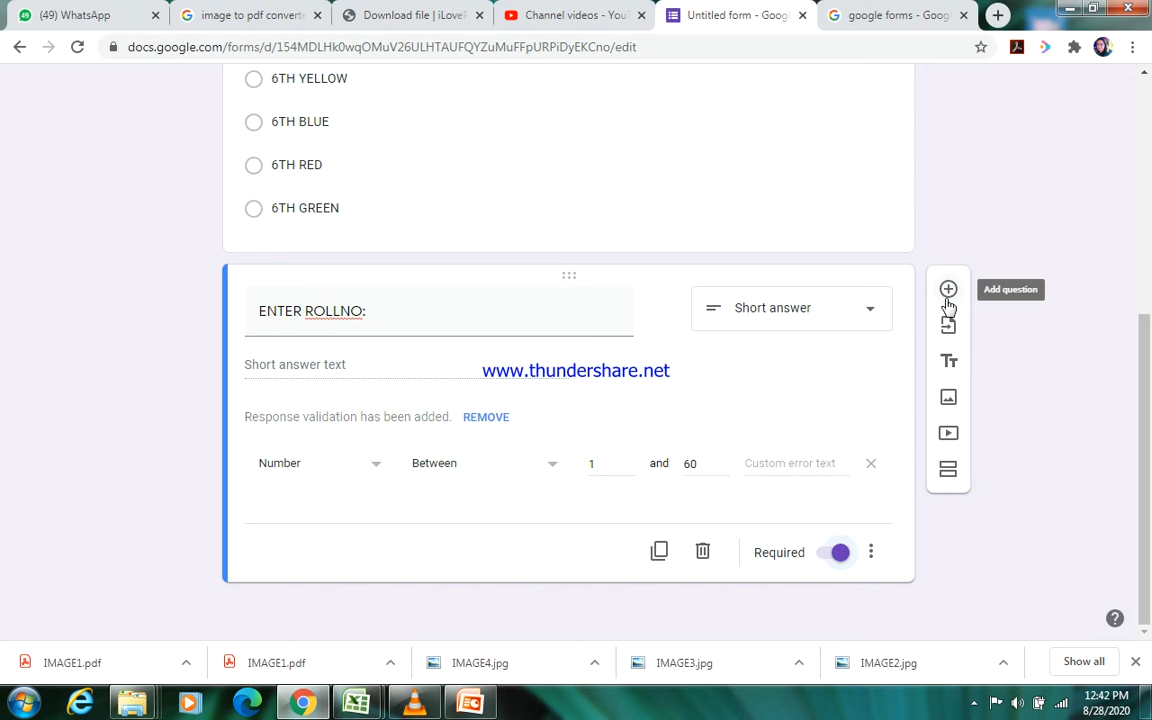 (49) WhatsApp
image to pdf converte
Download file | iLoveP
Channel videos - YouT
Untitled form - Goog
google forms - Goog
docs.google.com/forms/d/154MDLHk0wqOMuV26ULHTAUFQYZuMuFFpURPiDyEKCno/edit
6TH YELLOW
6TH BLUE
6TH RED
6TH GREEN
ENTER ROLLNO:
Short answer
Add question
Short answer text
www.thundershare.net
Response validation has been added. REMOVE
Number
Between
1
and
60
Custom error text
Required
IMAGE1.pdf
IMAGE1.pdf
IMAGE4.jpg
IMAGE3.jpg
IMAGE2.jpg
Show all
12:42 PM
8/28/2020